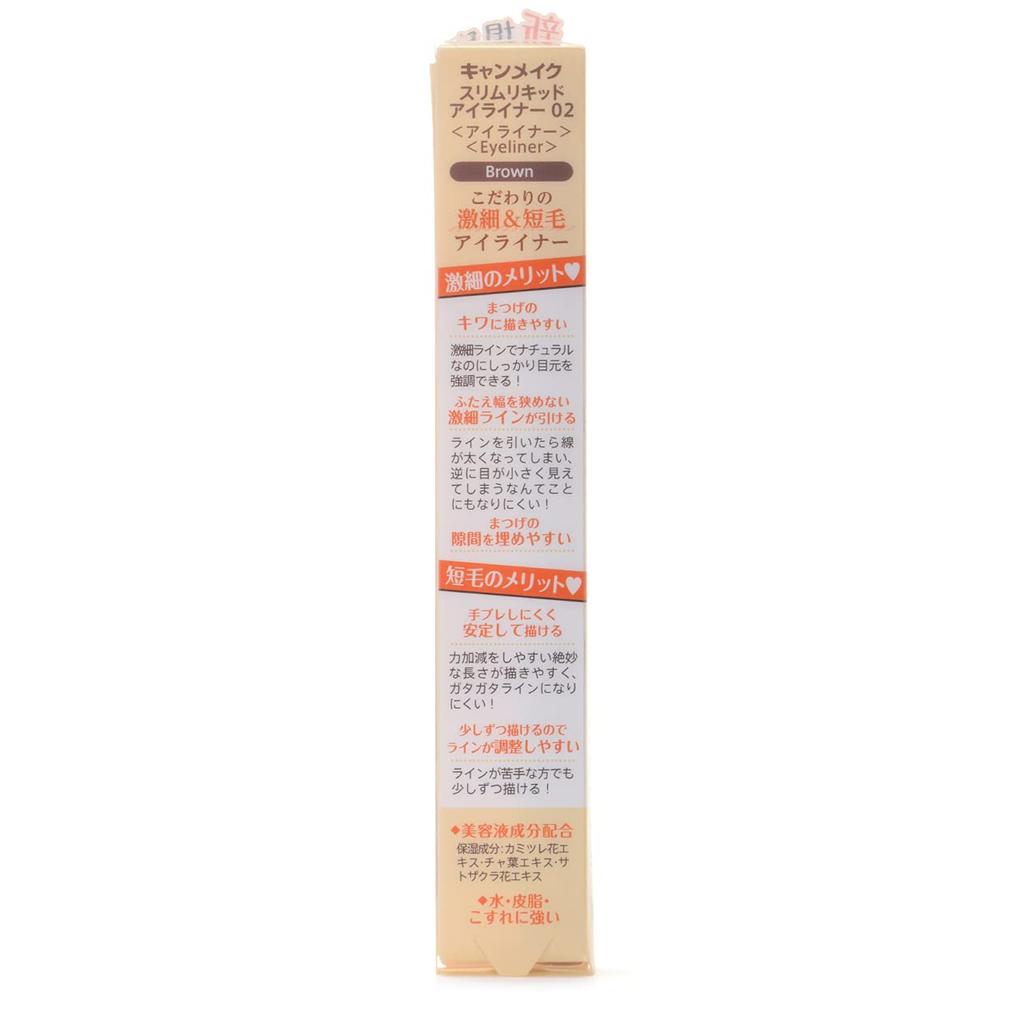 キャンメイク
スリムリキッド
アイライナー 02
＜アイライナー＞
＜Eyeliner＞
Brown
こだわりの
激細＆短毛
アイライナー
激細のメリット♥
まつげの
キワに描きやすい
激細ラインでナチュラル
なのにしっかり目元を
強調できる！
ふたえ幅を狭めない
激細ラインが引ける
ラインを引いたら線
が太くなってしまい、
逆に目が小さく見え
てしまうなんてこと
にもなりにくい！
まつげの
隙間を埋めやすい
短毛のメリット♥
手ブレしにくく
安定して描ける
力加減をしやすい絶妙
な長さが描きやすく、
ガタガタラインになり
にくい！
少しずつ描けるので
ラインが調整しやすい
ラインが苦手な方でも
少しずつ描ける！
◆美容液成分配合
保湿成分:カミツレ花エ
キス・チャ葉エキス・サ
トザクラ花エキス
◆水・皮脂・
こすれに強い